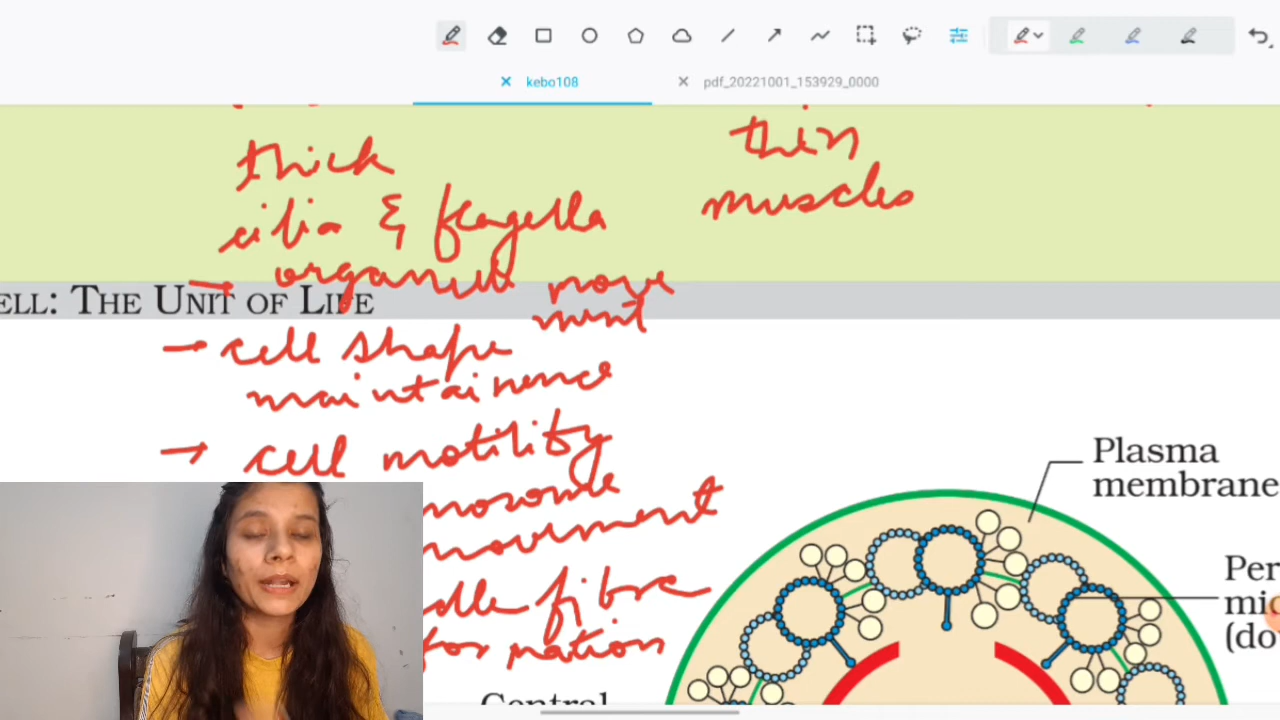 kebo108
pdf_20221001_153929_0000
thick
cilia & flagella
thin
muscles
→ organelle move
ment
ELL: THE UNIT OF LIFE
→ cell shape
maintainence
→ cell motility
mosome
movement
dle fibre
formation
Plasma
membrane
Per
mic
(do
Central